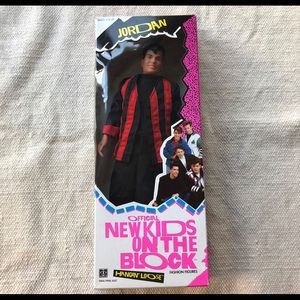 JORDAN
OFFICIAL
NEW KIDS
ON THE
BLOCK
HANGIN' LOOSE
FASHION FIGURES